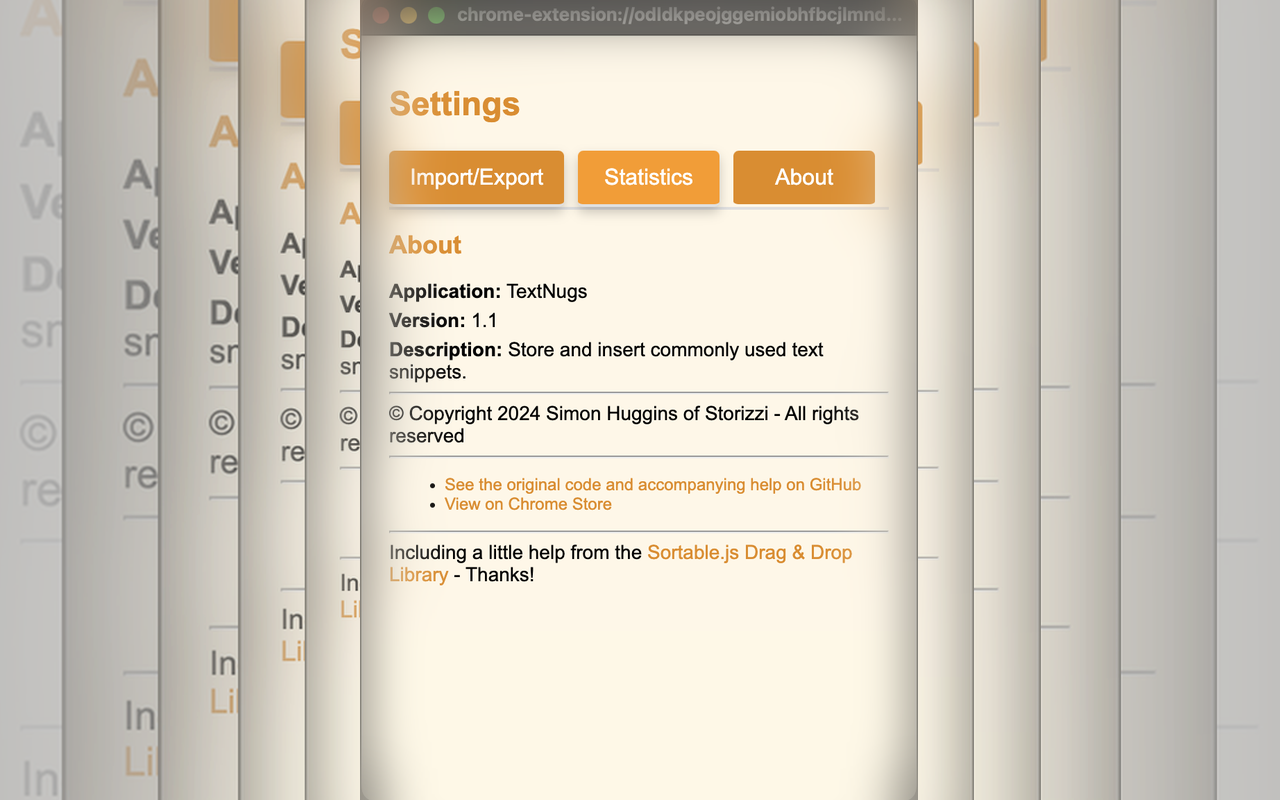 chrome-extension://odldkpeojggemiobhfbcjlmnd...
Settings
Import/Export Statistics About
About
Application: TextNugs
Version: 1.1
Description: Store and insert commonly used text
snippets.
© Copyright 2024 Simon Huggins of Storizzi - All rights
reserved
• See the original code and accompanying help on GitHub
• View on Chrome Store
Including a little help from the Sortable.js Drag & Drop
Library - Thanks!